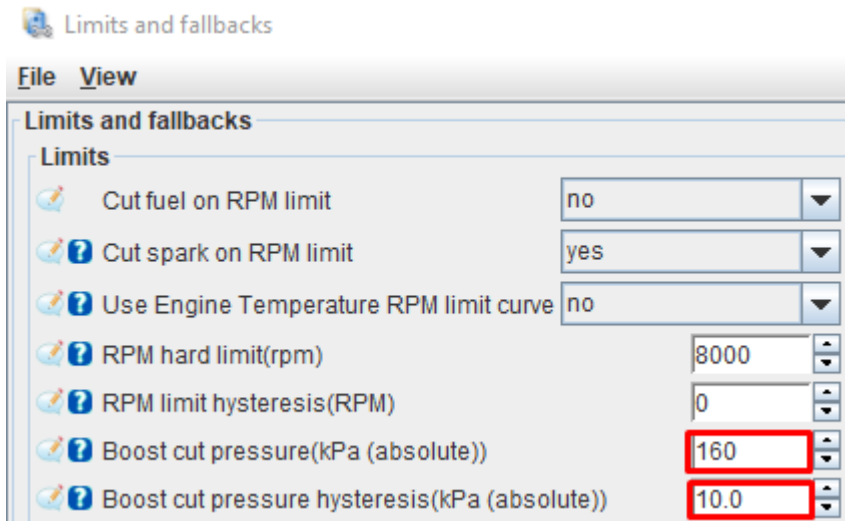 Limits and fallbacks
File View
Limits and fallbacks
Limits
Cut fuel on RPM limit no
? Cut spark on RPM limit yes
? Use Engine Temperature RPM limit curve no
? RPM hard limit(rpm) 8000
? RPM limit hysteresis(RPM) 0
? Boost cut pressure(kPa (absolute)) 160
? Boost cut pressure hysteresis(kPa (absolute)) 10.0